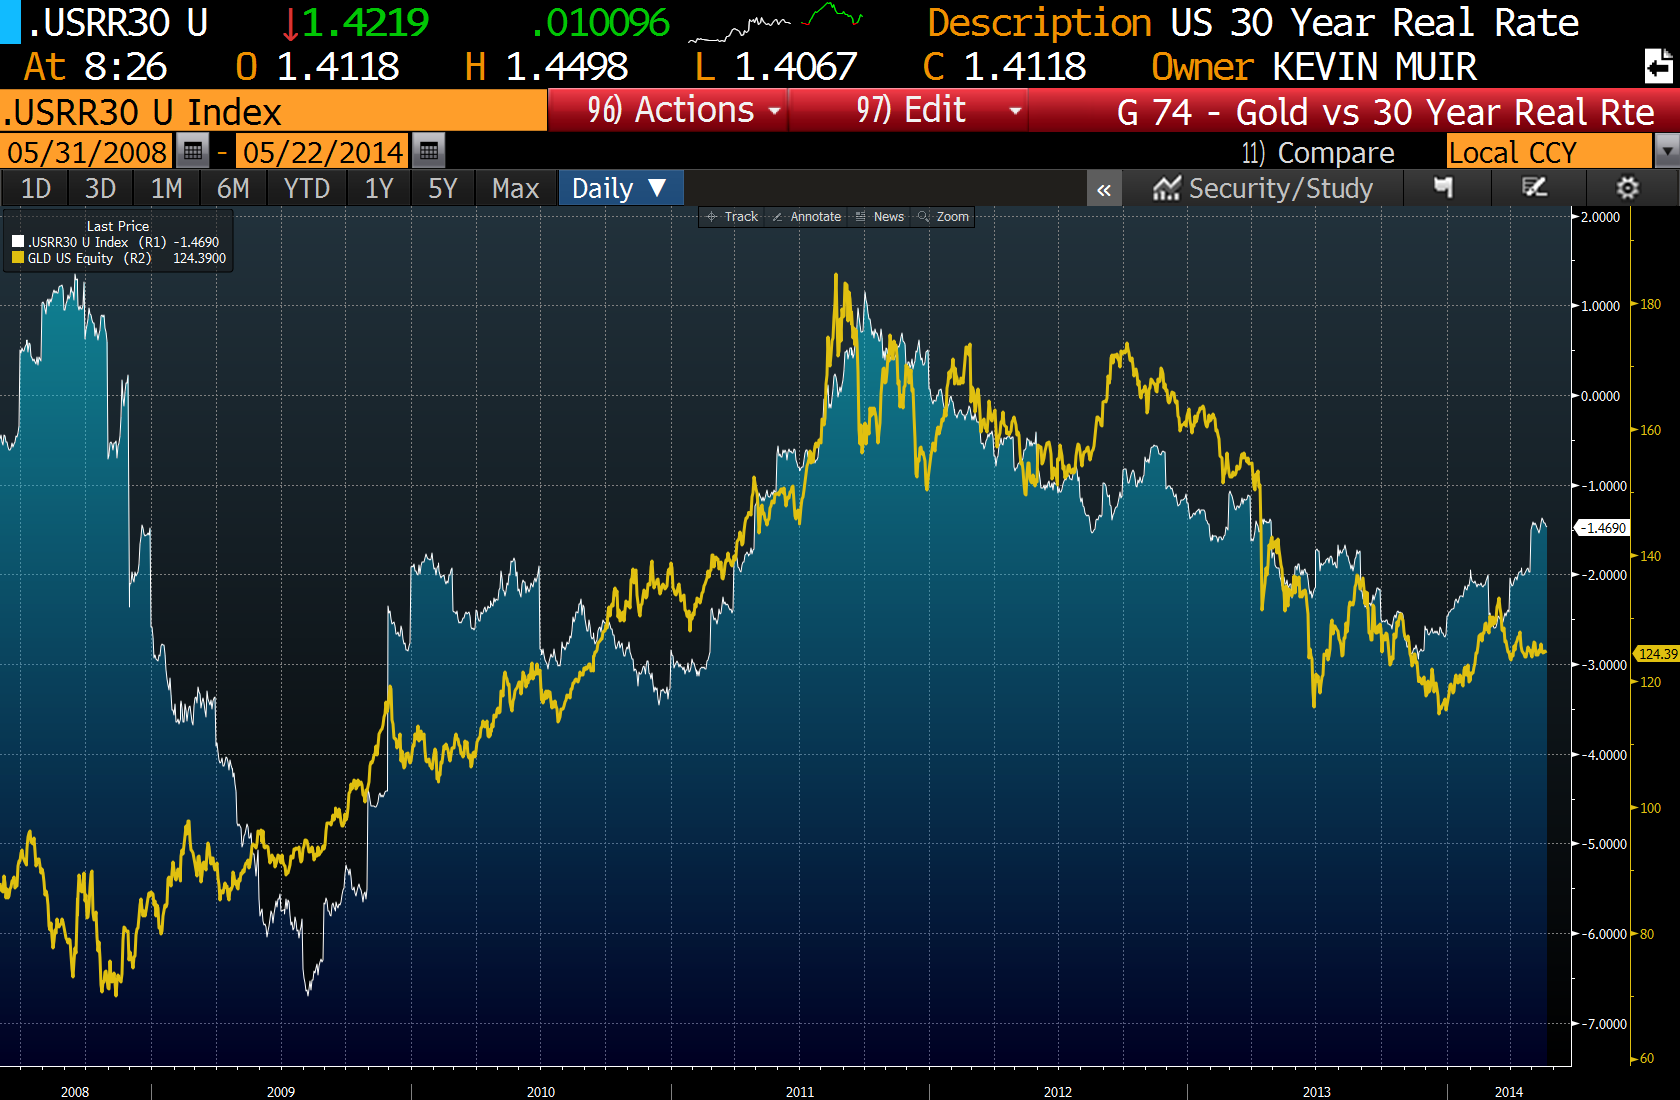 .USRR30 U ↓1.4219 .010096 Description US 30 Year Real Rate
At 8:26 O 1.4118 H 1.4498 L 1.4067 C 1.4118 Owner KEVIN MUIR
.USRR30 U Index 96) Actions 97) Edit G 74 - Gold vs 30 Year Real Rte
05/31/2008 - 05/22/2014 11) Compare Local CCY
1D 3D 1M 6M YTD 1Y 5Y Max Daily ▼ « Security/Study
Track Annotate News Zoom
Last Price
.USRR30 U Index (R1) -1.4690
GLD US Equity (R2) 124.3900
2.0000
1.0000
0.0000
-1.0000
-1.4690
-2.0000
-3.0000
-4.0000
-5.0000
-6.0000
-7.0000
180
160
140
124.39
120
100
80
60
2008 2009 2010 2011 2012 2013 2014